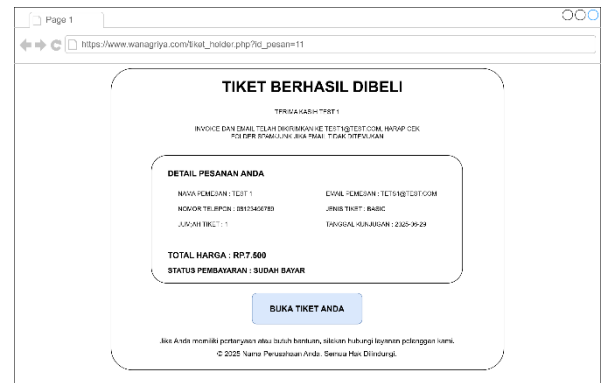 Page 1
https://www.wanagriya.com/tiket_holder.php?id_pesan=11
TIKET BERHASIL DIBELI
TERIMA KASIH TEST 1
INVOICE DAN EMAIL TELAH DIKIRIMKAN KE TEST1@TEST.COM, HARAP CEK
FOLDER SPAM/JUNK JIKA EMAIL TIDAK DITEMUKAN
DETAIL PESANAN ANDA
NAMA PEMESAN : TEST 1
EMAIL PEMESAN : TETS1@TEST.COM
NOMOR TELEPON : 08123456789
JENIS TIKET : BASIC
JUMLAH TIKET : 1
TANGGAL KUNJUGAN : 2025-06-29
TOTAL HARGA : RP.7.500
STATUS PEMBAYARAN : SUDAH BAYAR
BUKA TIKET ANDA
Jika Anda memiliki pertanyaan atau butuh bantuan, silakan hubungi layanan pelanggan kami.
© 2025 Nama Perusahaan Anda. Semua Hak Dilindungi.